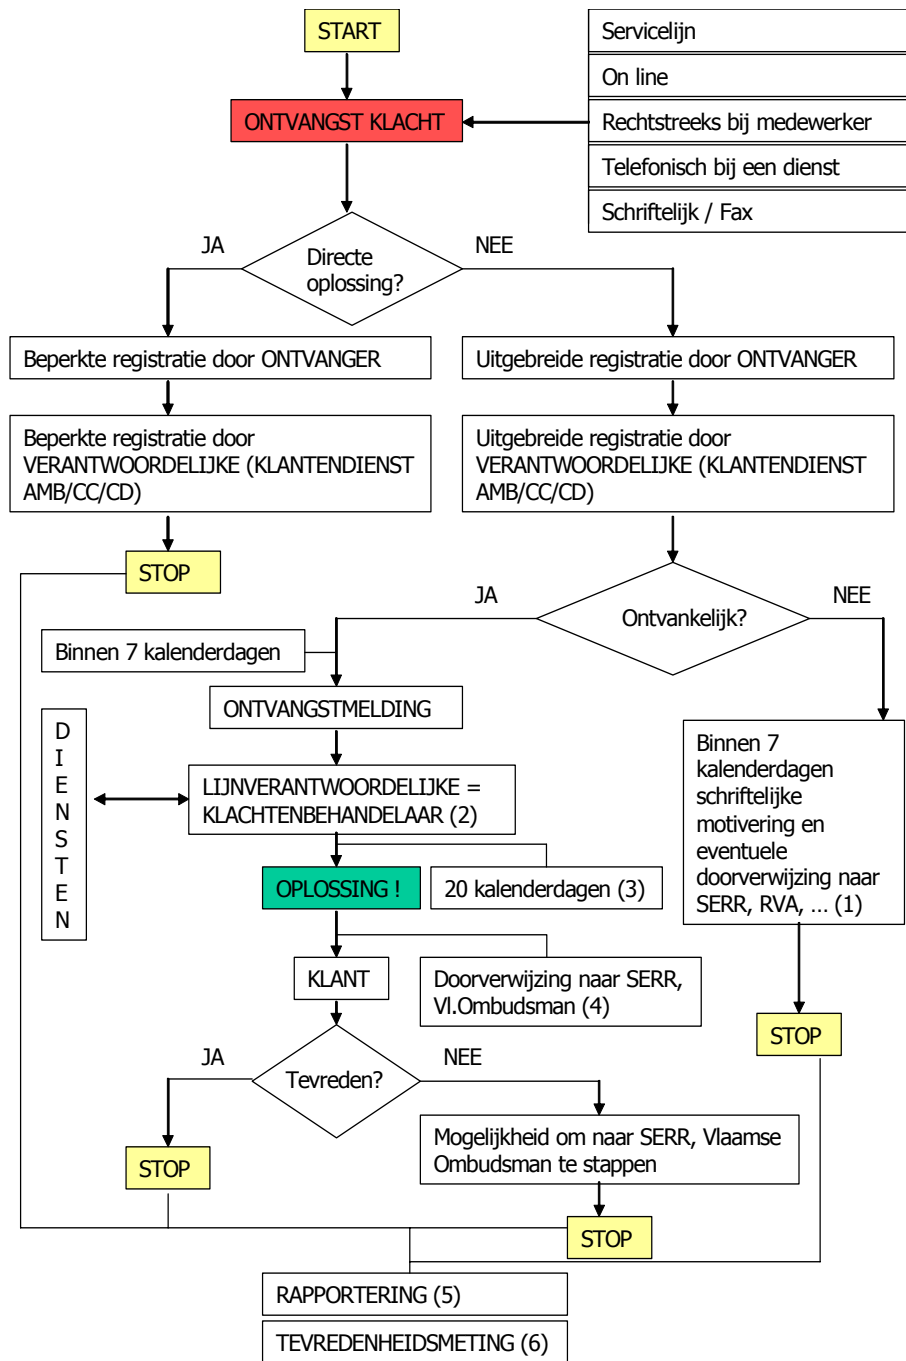 START
Servicelijn
On line
ONTVANGST KLACHT
Rechtstreeks bij medewerker
Telefonisch bij een dienst
Schriftelijk / Fax
JA
NEE
Directe
oplossing?
Beperkte registratie door ONTVANGER
Uitgebreide registratie door ONTVANGER
Beperkte registratie door
VERANTWOORDELIJKE (KLANTENDIENST
AMB/CC/CD)
Uitgebreide registratie door
VERANTWOORDELIJKE (KLANTENDIENST
AMB/CC/CD)
STOP
JA
NEE
Ontvankelijk?
Binnen 7 kalenderdagen
ONTVANGSTMELDING
D
I
E
N
S
T
E
N
LIJNVERANTWOORDELIJKE =
KLACHTENBEHANDELAAR (2)
Binnen 7
kalenderdagen
schriftelijke
motivering en
eventuele
doorverwijzing naar
SERR, RVA, ... (1)
OPLOSSING !
20 kalenderdagen (3)
KLANT
Doorverwijzing naar SERR,
Vl.Ombudsman (4)
STOP
JA
NEE
Tevreden?
Mogelijkheid om naar SERR, Vlaamse
Ombudsman te stappen
STOP
STOP
RAPPORTERING (5)
TEVREDENHEIDSMETING (6)